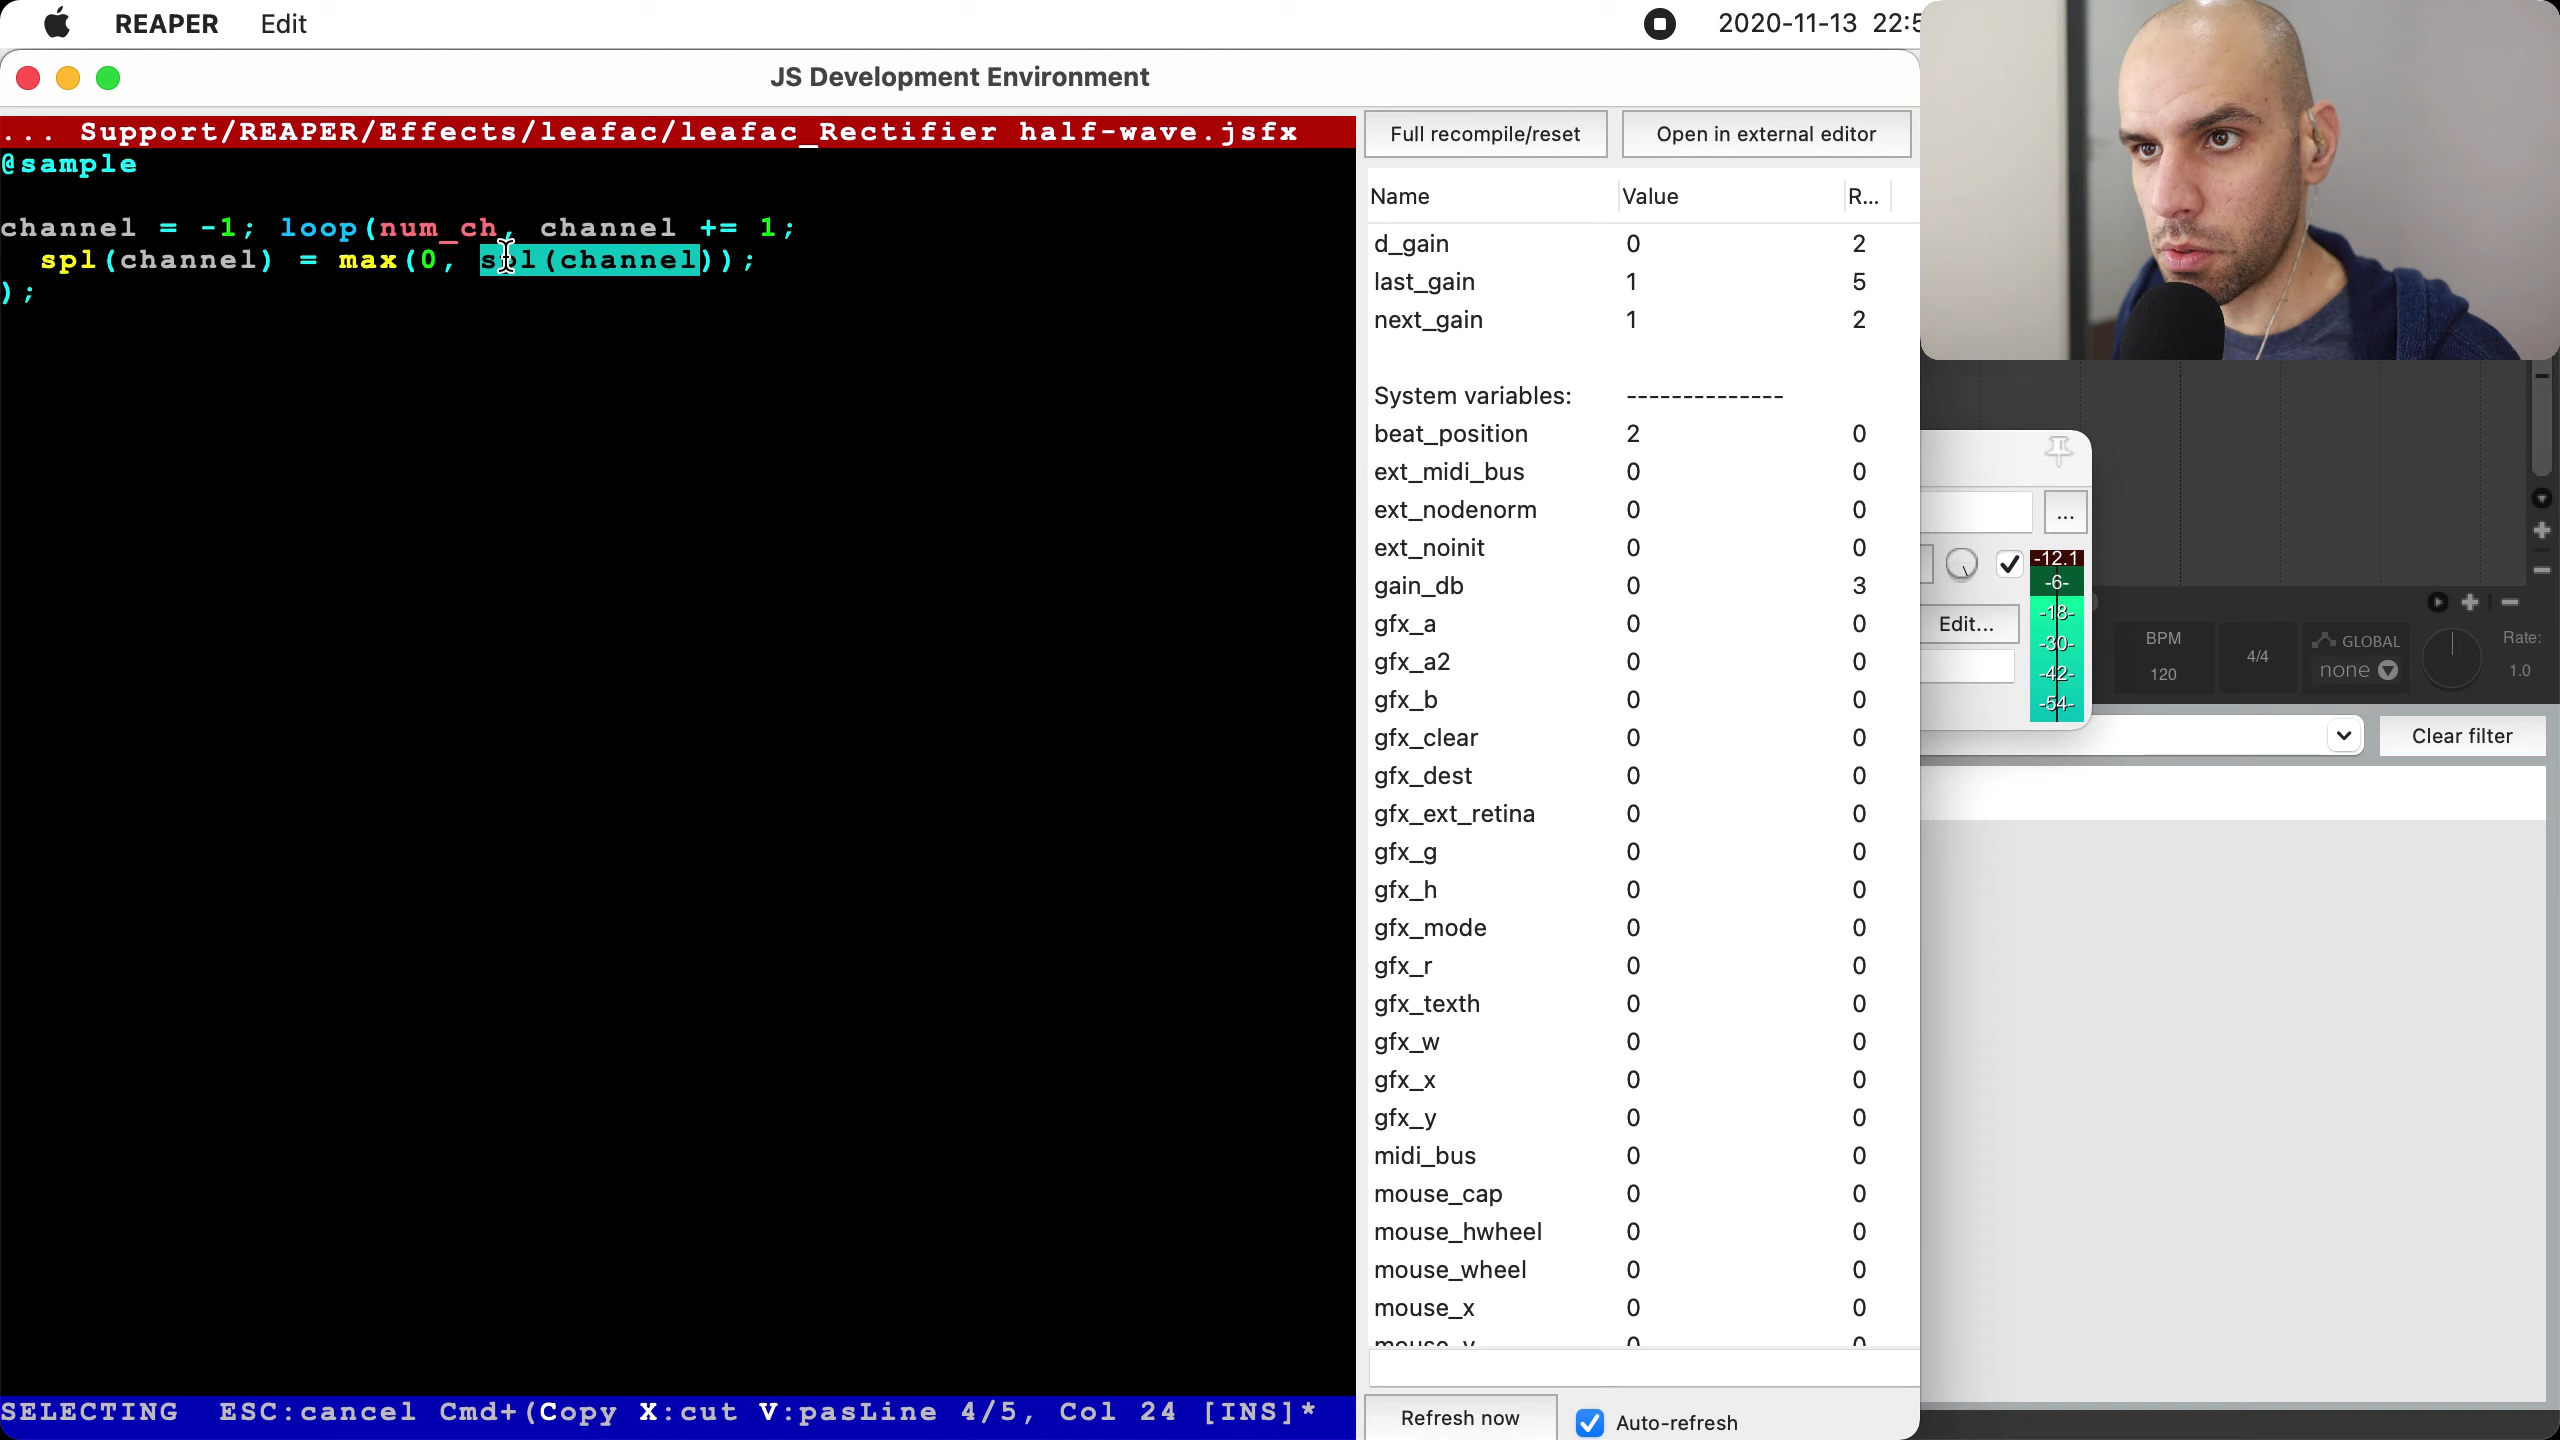 REAPER Edit 2020-11-13 22:5
JS Development Environment
... Support/REAPER/Effects/leafac/leafac_Rectifier half-wave.jsfx
@sample
channel = -1; loop(num_ch, channel += 1;
spl(channel) = max(0, spl(channel));
);
SELECTING ESC:cancel Cmd+(Copy X:cut V:pasLine 4/5, Col 24 [INS]*
Full recompile/reset Open in external editor
Name Value R...
d_gain 0 2
last_gain 1 5
next_gain 1 2
System variables: --------------
beat_position 2 0
ext_midi_bus 0 0
ext_nodenorm 0 0
ext_noinit 0 0
gain_db 0 3
gfx_a 0 0
gfx_a2 0 0
gfx_b 0 0
gfx_clear 0 0
gfx_dest 0 0
gfx_ext_retina 0 0
gfx_g 0 0
gfx_h 0 0
gfx_mode 0 0
gfx_r 0 0
gfx_texth 0 0
gfx_w 0 0
gfx_x 0 0
gfx_y 0 0
midi_bus 0 0
mouse_cap 0 0
mouse_hwheel 0 0
mouse_wheel 0 0
mouse_x 0 0
Refresh now Auto-refresh
...
-12.1
-6-
-18-
Edit...
-30-
-42-
-54-
BPM
120
4/4
GLOBAL
none
Rate:
1.0
Clear filter